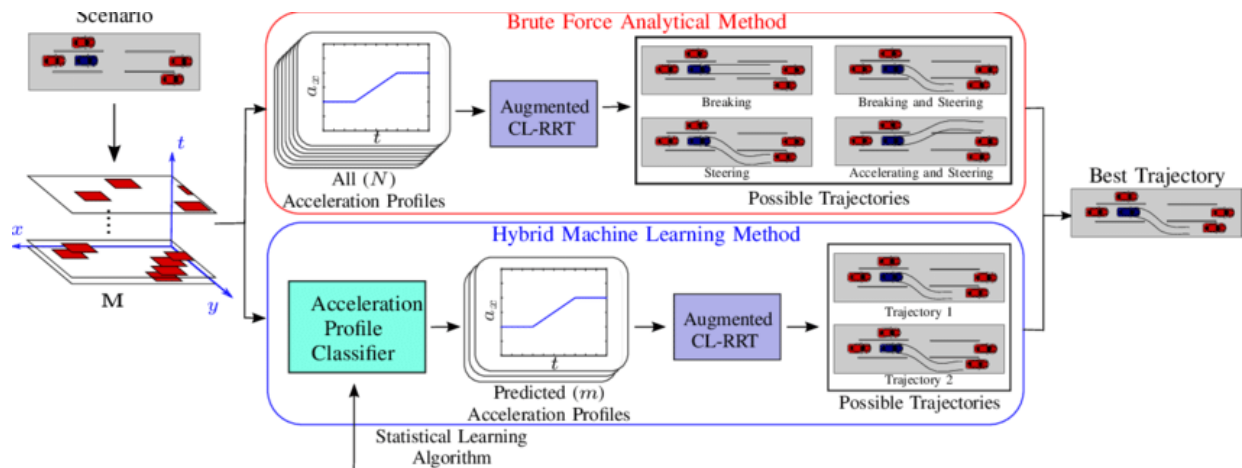 Scenario
t
x
y
M
Brute Force Analytical Method
a_x
t
All (N)
Acceleration Profiles
Augmented
CL-RRT
Breaking
Breaking and Steering
Steering
Accelerating and Steering
Possible Trajectories
Hybrid Machine Learning Method
Acceleration
Profile
Classifier
a_x
t
Predicted (m)
Acceleration Profiles
Augmented
CL-RRT
Trajectory 1
Trajectory 2
Possible Trajectories
Statistical Learning
Algorithm
Best Trajectory